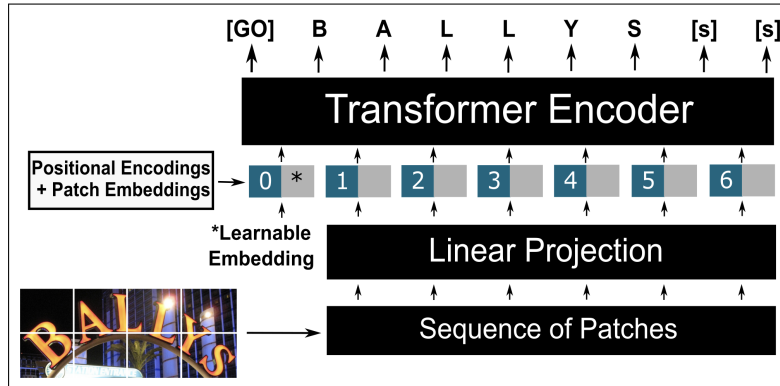 [GO] B A L L Y S [s] [s]
Transformer Encoder
Positional Encodings
+ Patch Embeddings
0 * 1 2 3 4 5 6
*Learnable
Embedding
Linear Projection
BALLYS
Sequence of Patches